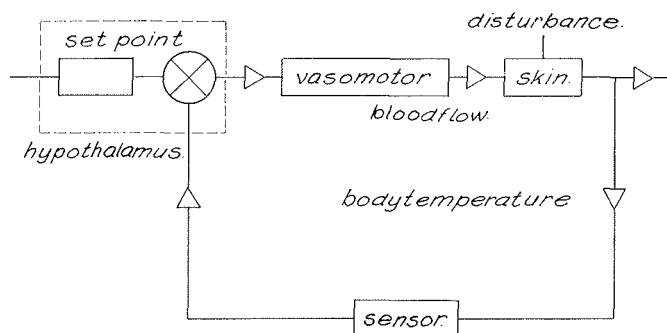 disturbance.
set point
vasomotor
skin.
bloodflow.
hypothalamus.
bodytemperature
sensor.